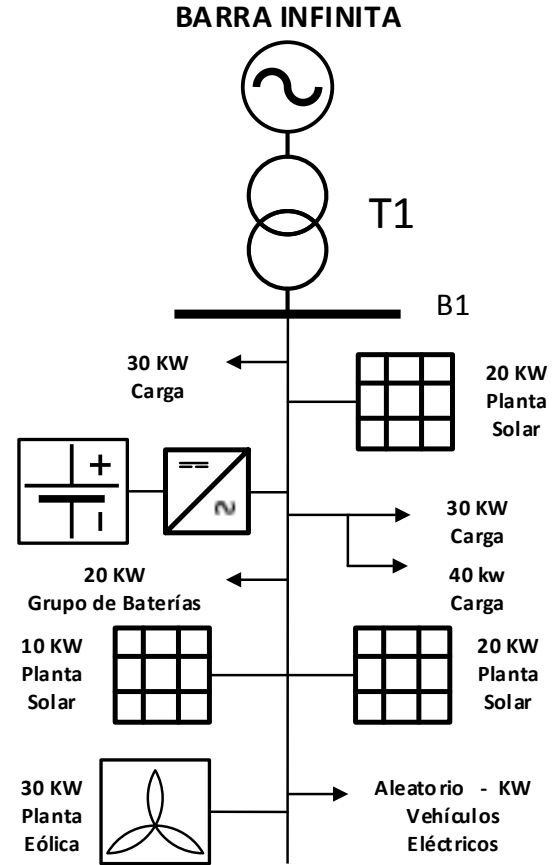 BARRA INFINITA
T1
B1
30 KW
Carga
20 KW
Planta
Solar
+
−
30 KW
Carga
40 kw
Carga
20 KW
Grupo de Baterías
10 KW
Planta
Solar
20 KW
Planta
Solar
30 KW
Planta
Eólica
Aleatorio - KW
Vehículos
Eléctricos